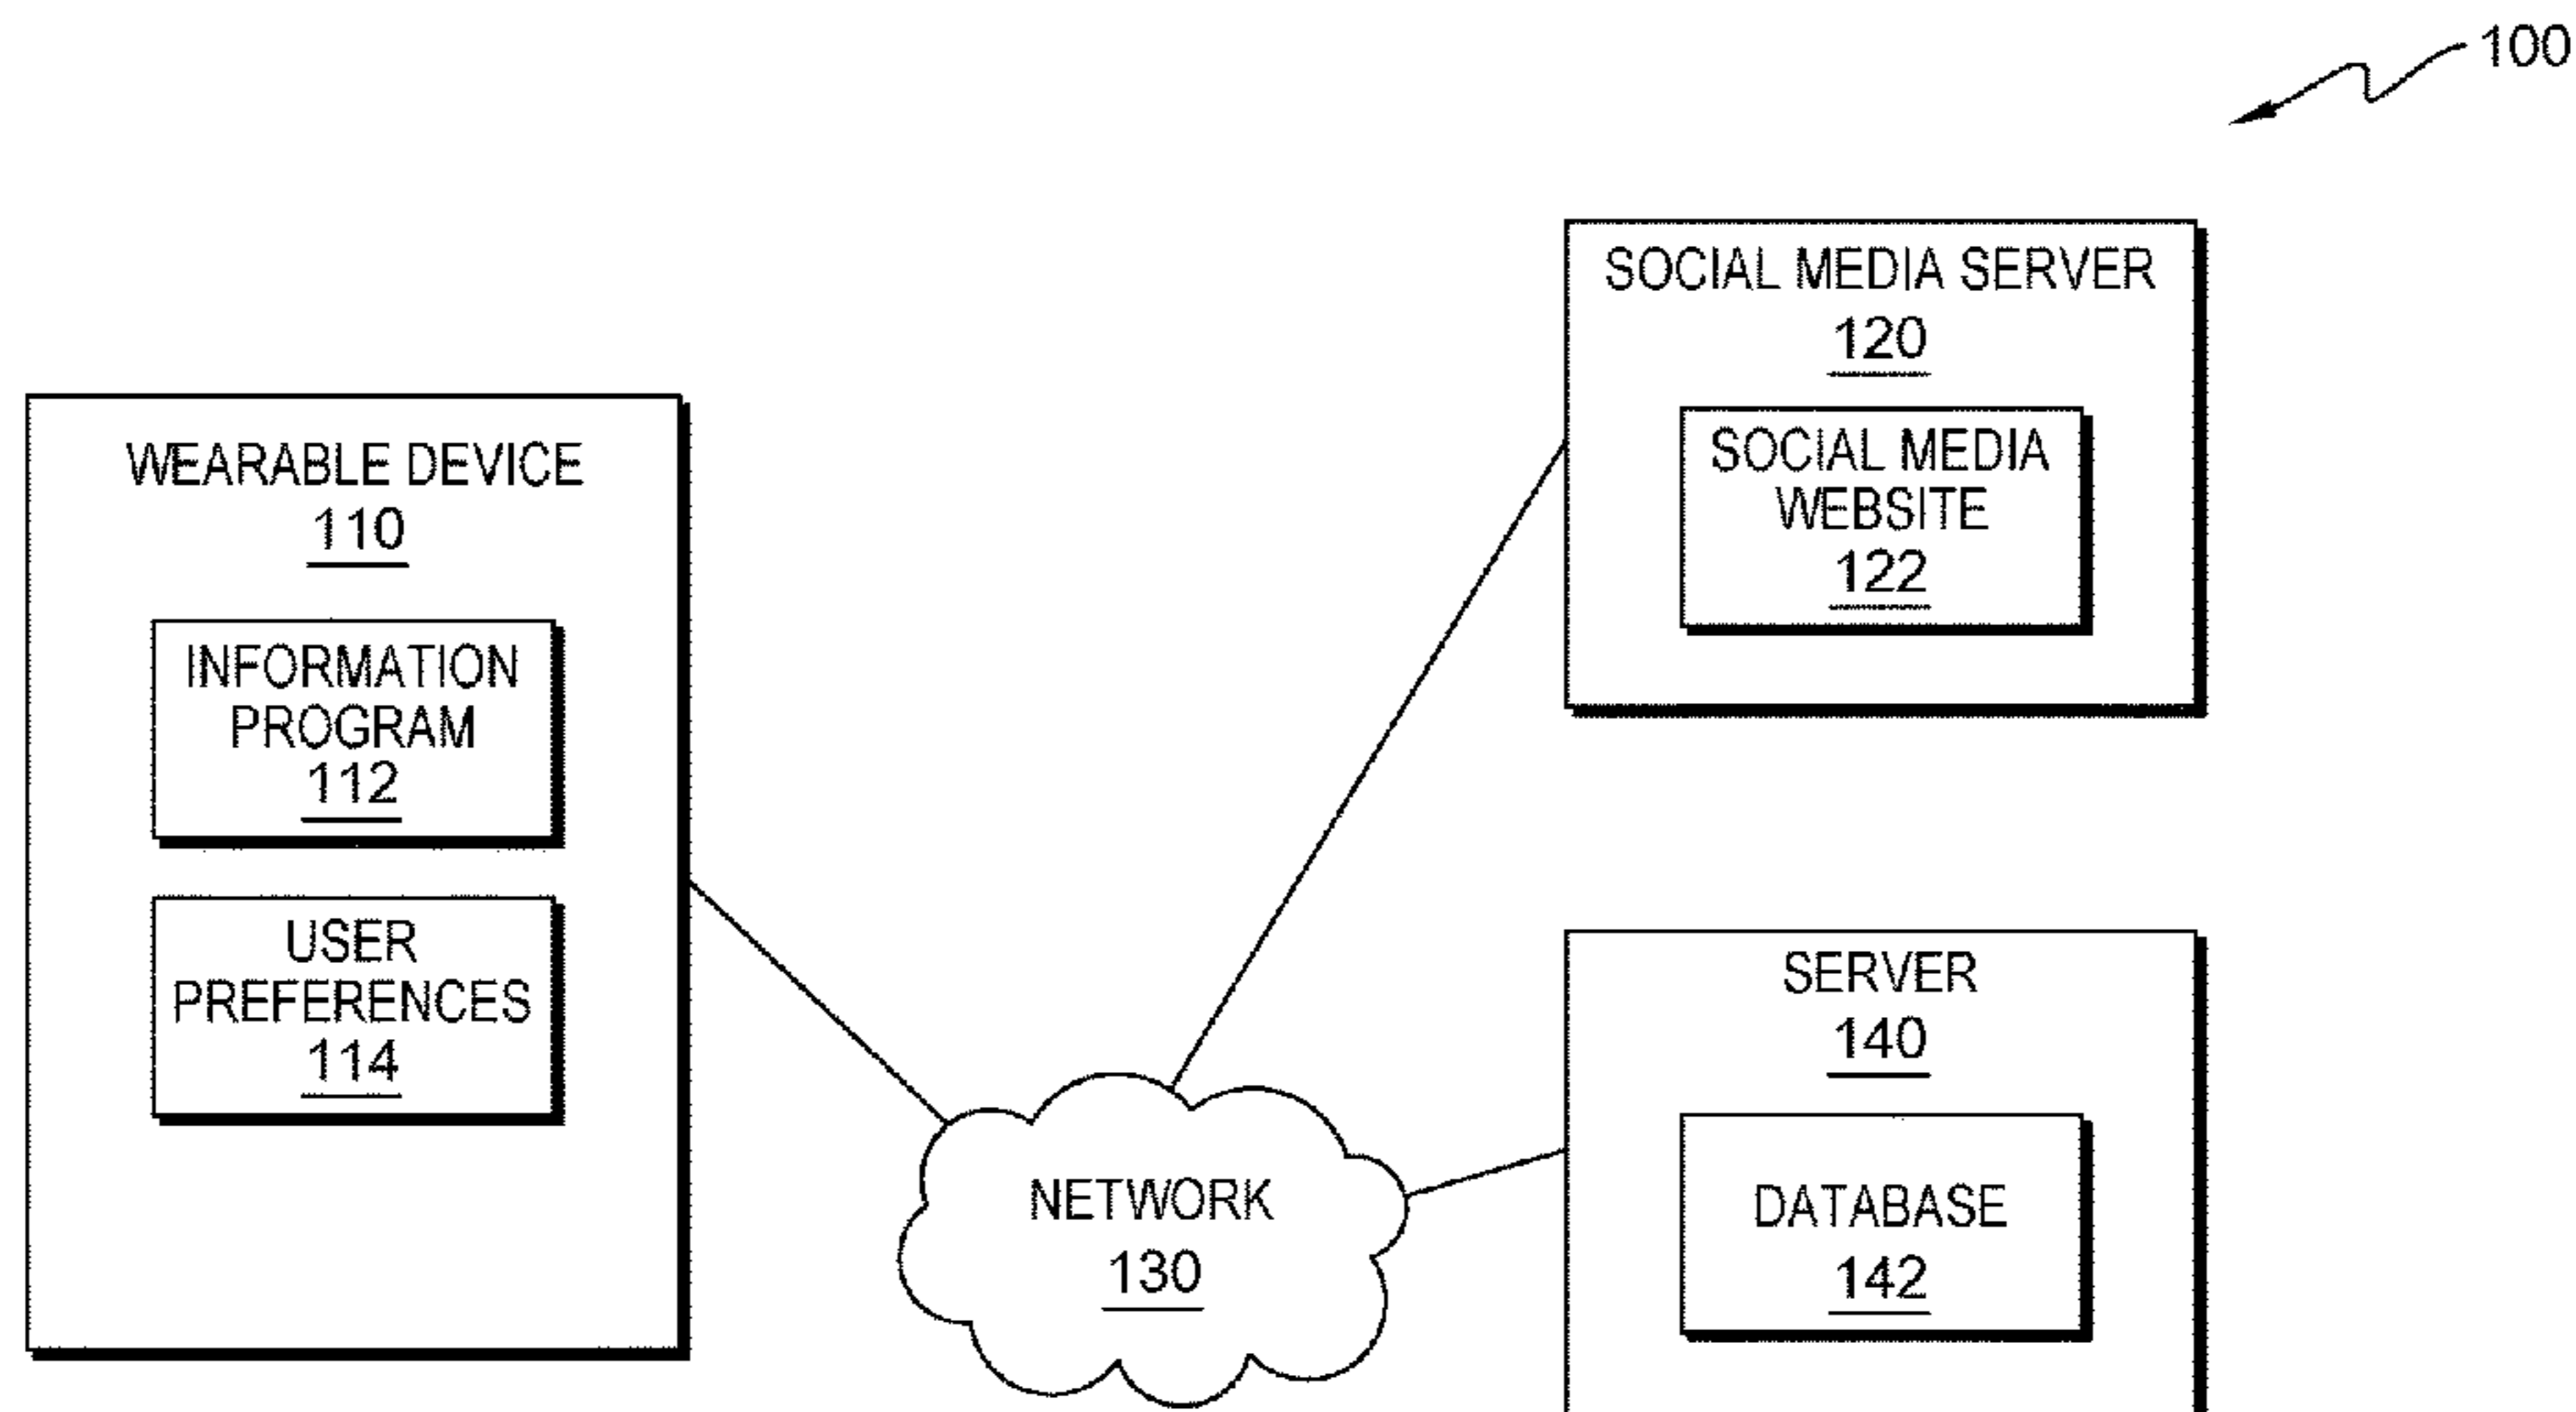 100
SOCIAL MEDIA SERVER
120
SOCIAL MEDIA
WEBSITE
122
WEARABLE DEVICE
110
INFORMATION
PROGRAM
112
USER
PREFERENCES
114
NETWORK
130
SERVER
140
DATABASE
142